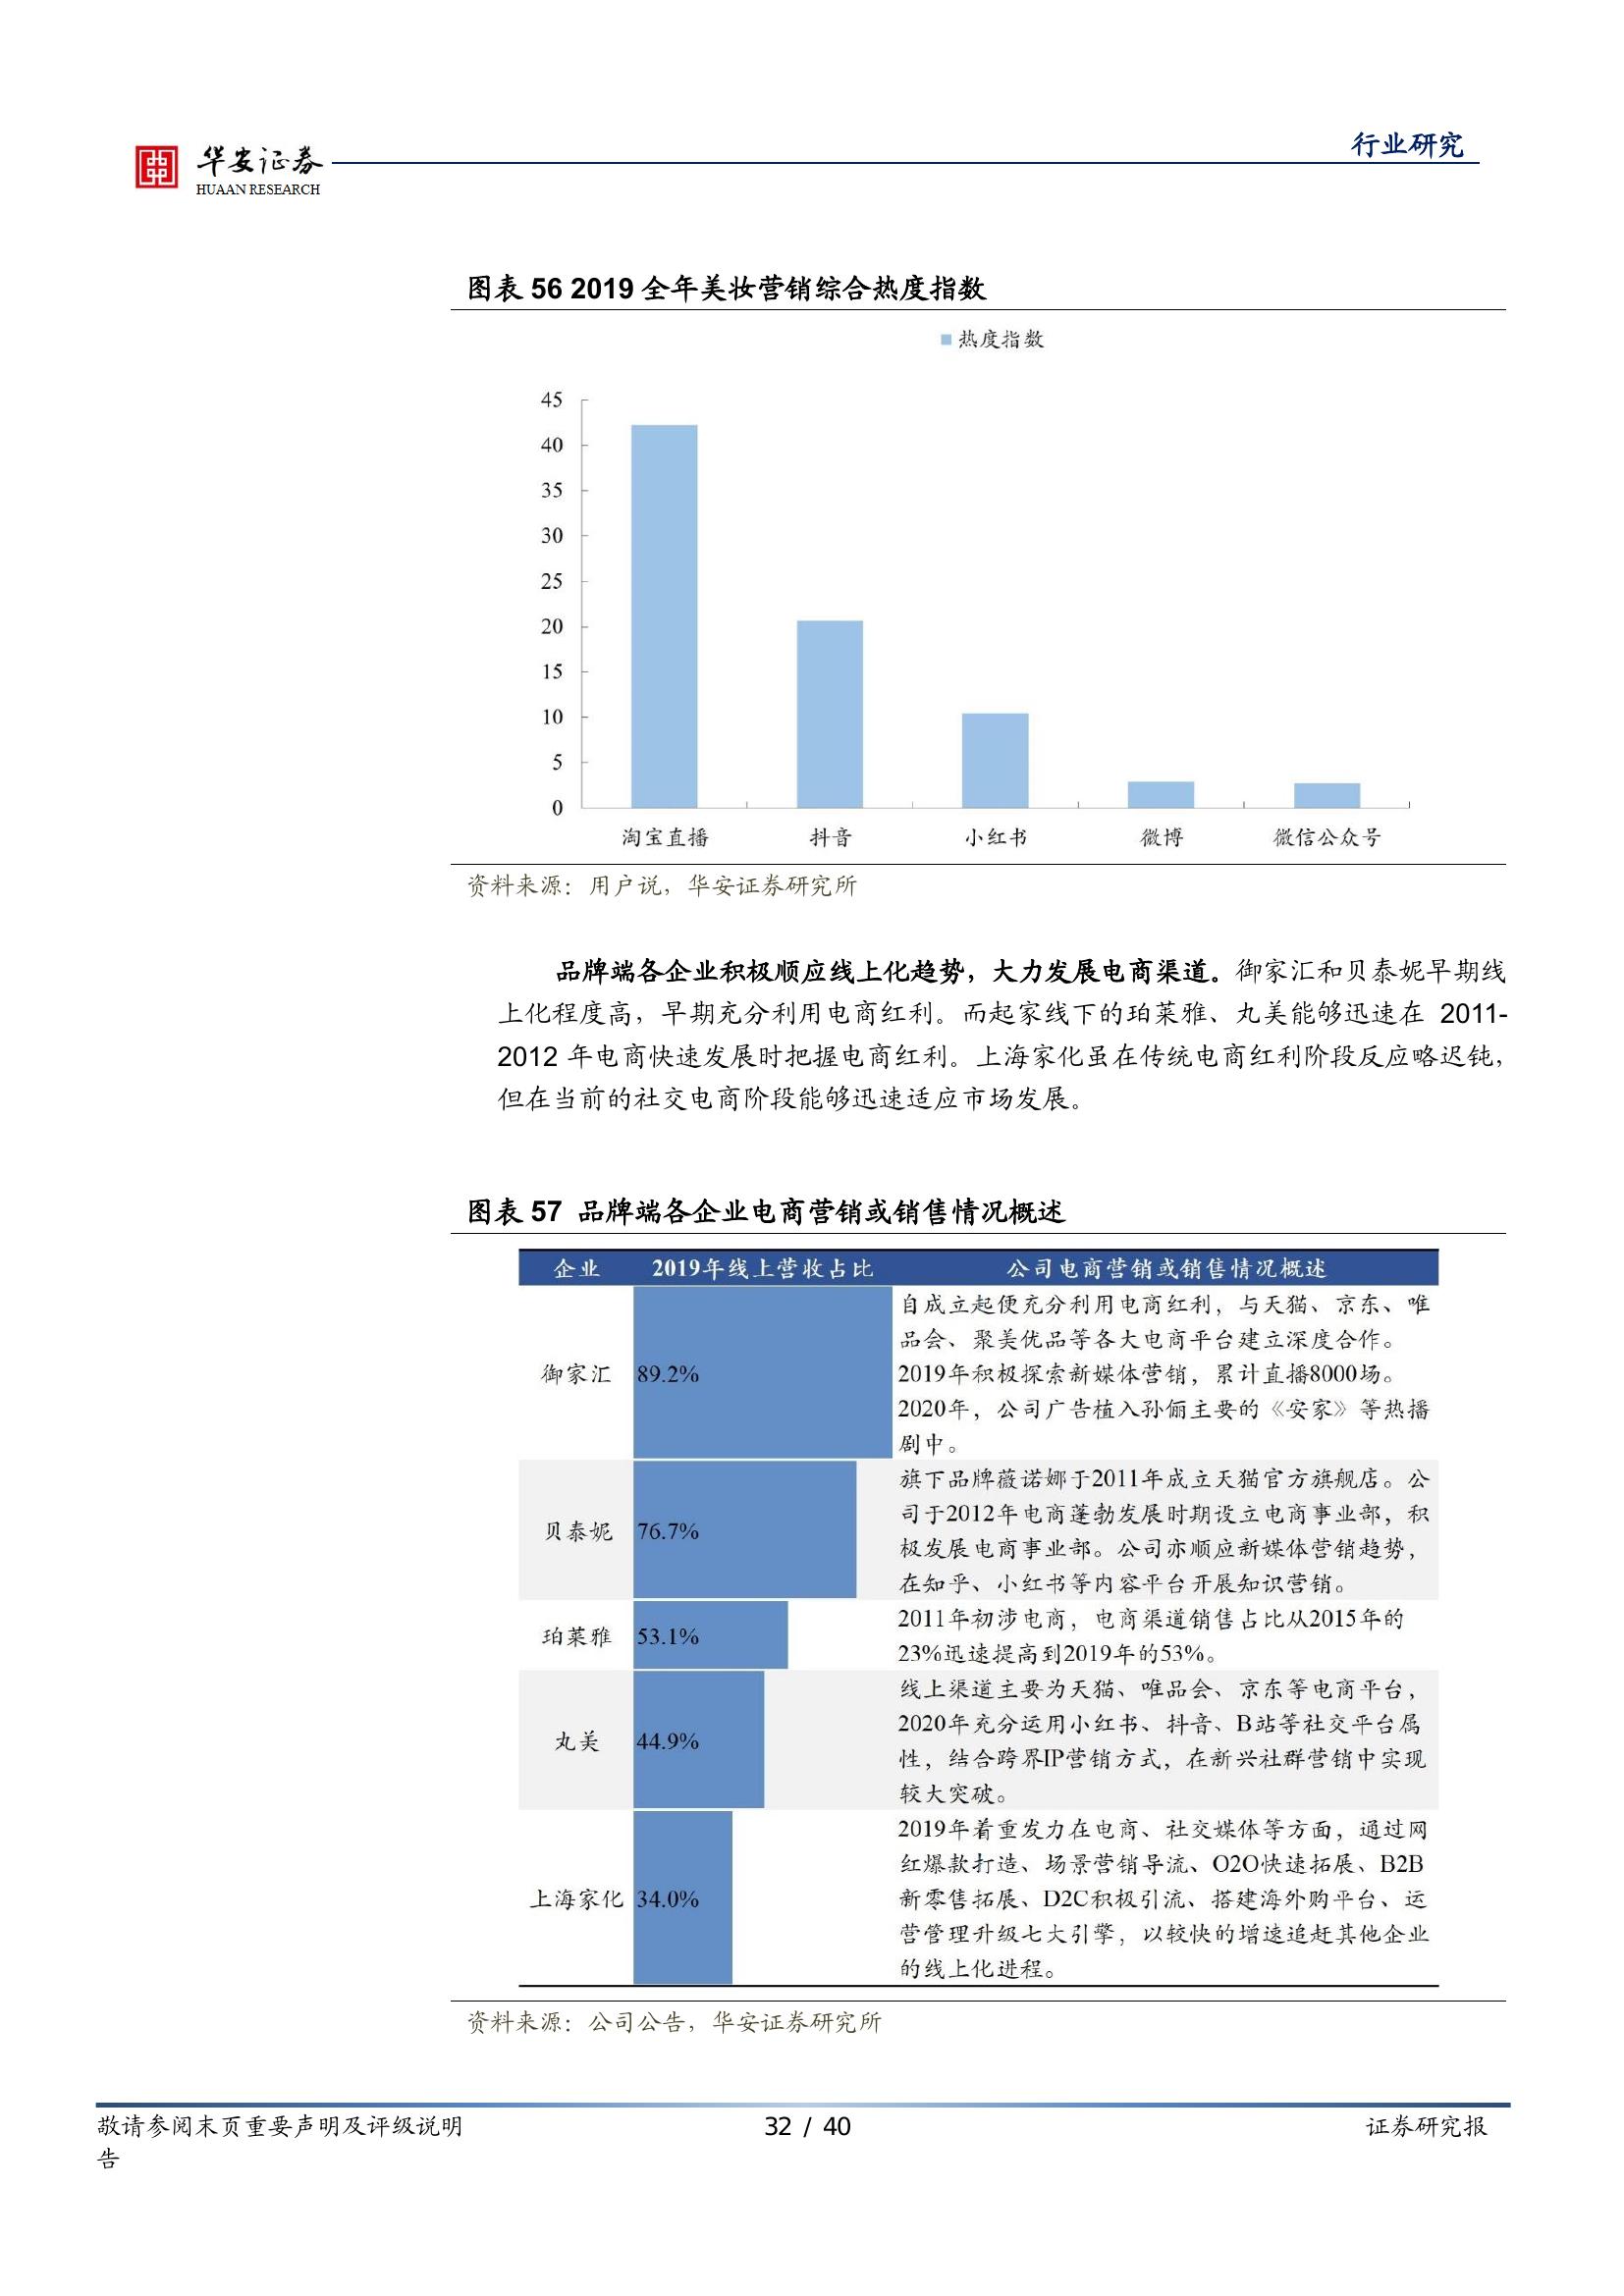 华安证券
HUAAN RESEARCH
行业研究
图表 56 2019 全年美妆营销综合热度指数
热度指数
45
40
35
30
25
20
15
10
5
0
淘宝直播 抖音 小红书 微博 微信公众号
资料来源：用户说，华安证券研究所
品牌端各企业积极顺应线上化趋势，大力发展电商渠道。御家汇和贝泰妮早期线
上化程度高，早期充分利用电商红利。而起家线下的珀莱雅、丸美能够迅速在 2011-
2012 年电商快速发展时把握电商红利。上海家化虽在传统电商红利阶段反应略迟钝，
但在当前的社交电商阶段能够迅速适应市场发展。
图表 57 品牌端各企业电商营销或销售情况概述
企业 2019年线上营收占比 公司电商营销或销售情况概述
御家汇 89.2%
自成立起便充分利用电商红利，与天猫、京东、唯
品会、聚美优品等各大电商平台建立深度合作。
2019年积极探索新媒体营销，累计直播8000场。
2020年，公司广告植入孙俪主要的《安家》等热播
剧中。
贝泰妮 76.7%
旗下品牌薇诺娜于2011年成立天猫官方旗舰店。公
司于2012年电商蓬勃发展时期设立电商事业部，积
极发展电商事业部。公司亦顺应新媒体营销趋势，
在知乎、小红书等内容平台开展知识营销。
珀莱雅 53.1%
2011年初涉电商，电商渠道销售占比从2015年的
23%迅速提高到2019年的53%。
丸美 44.9%
线上渠道主要为天猫、唯品会、京东等电商平台，
2020年充分运用小红书、抖音、B站等社交平台属
性，结合跨界IP营销方式，在新兴社群营销中实现
较大突破。
上海家化 34.0%
2019年着重发力在电商、社交媒体等方面，通过网
红爆款打造、场景营销导流、O2O快速拓展、B2B
新零售拓展、D2C积极引流、搭建海外购平台、运
营管理升级七大引擎，以较快的增速追赶其他企业
的线上化进程。
资料来源：公司公告，华安证券研究所
敬请参阅末页重要声明及评级说明 32 / 40 证券研究报
告